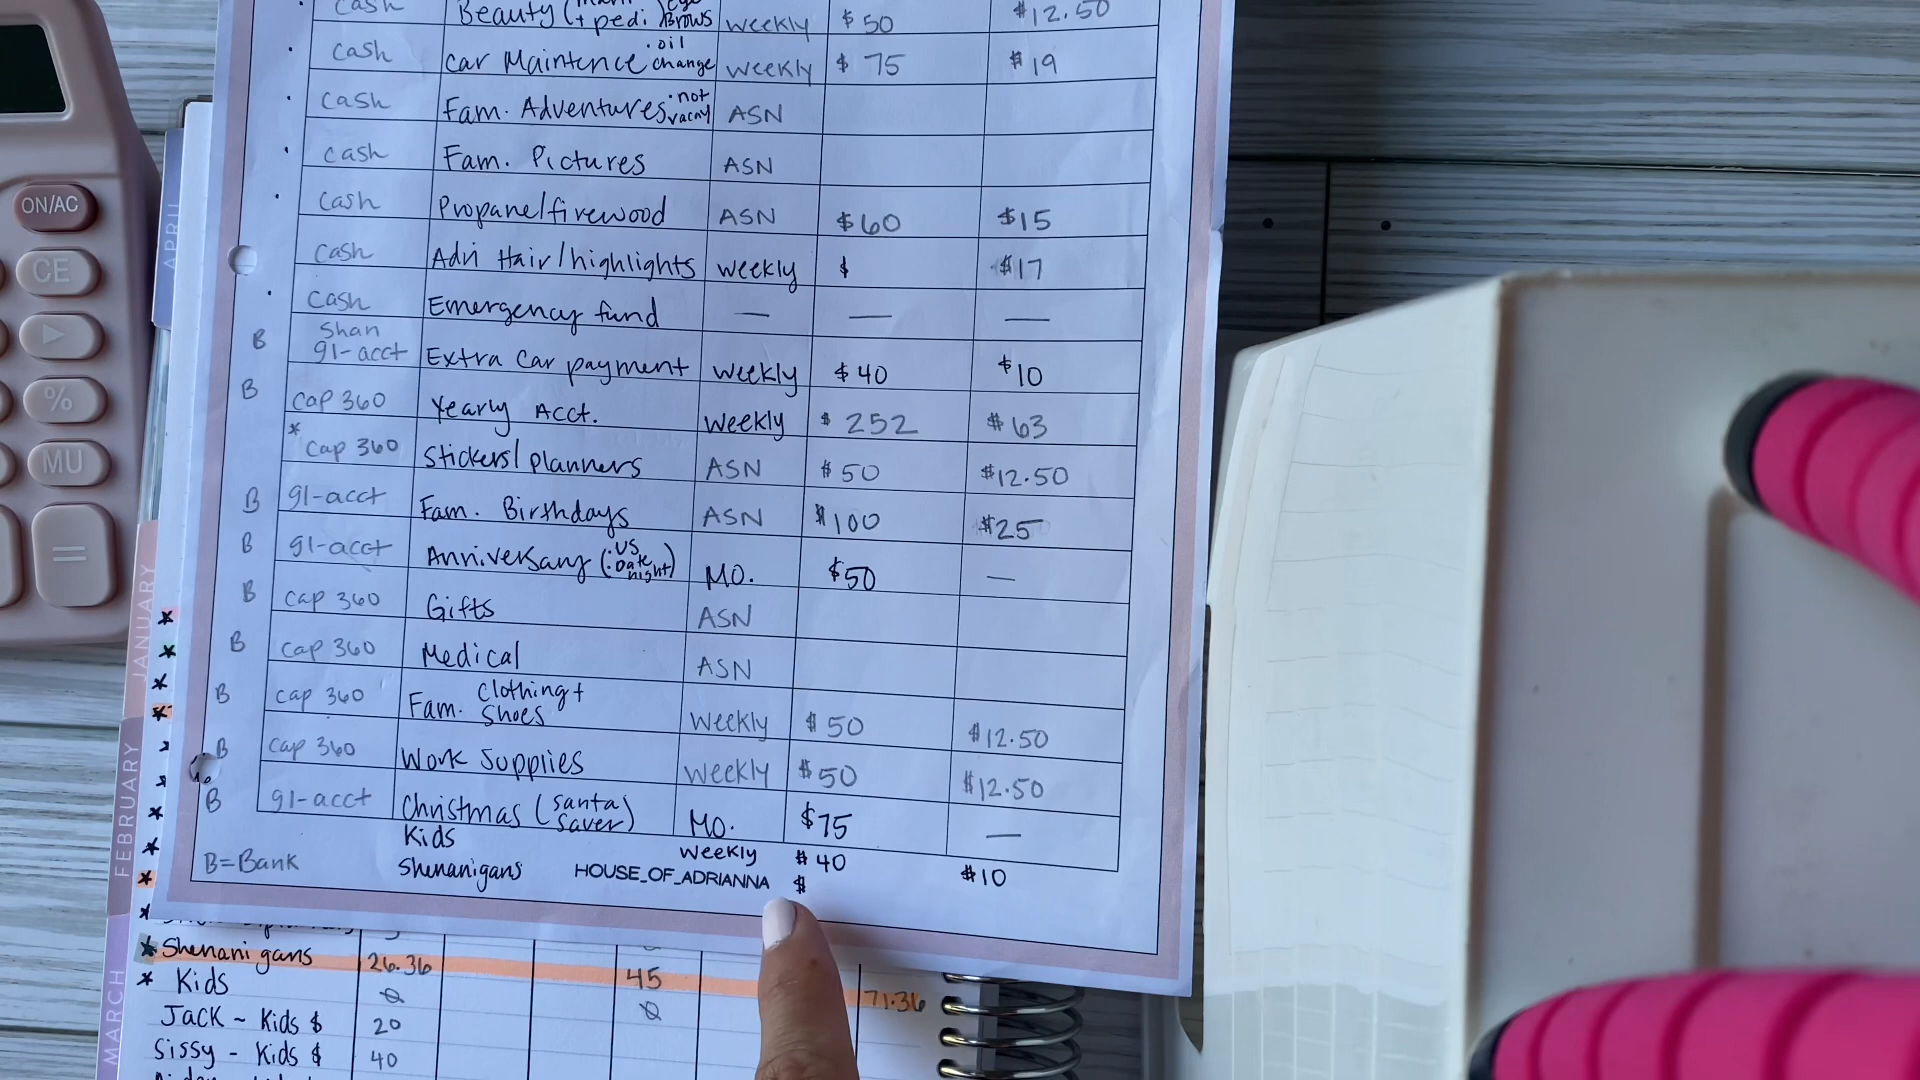 cash Beauty (+ pedi) Brows weekly $50 $12.50
cash Car Maintence • oil change weekly $75 $19
cash Fam. Adventures • not ASN
cash Fam. Pictures ASN
cash Propane/firewood ASN $60 $15
cash Adri Hair/highlights weekly $ $17
cash Emergency fund — — —
B Shan 91-acct Extra Car payment weekly $40 $10
B Cap 360 Yearly Acct. weekly $252 $63
* Cap 360 Stickers/planners ASN $50 $12.50
B 91-acct Fam. Birthdays ASN $100 $25
B 91-acct Anniversary (• US • Date night) MO. $50 —
B Cap 360 Gifts ASN
B Cap 360 Medical ASN
B Cap 360 Fam. Clothing + Shoes weekly $50 $12.50
B Cap 360 Work Supplies weekly $50 $12.50
B 91-acct Christmas (Santa saver) MO. $75 —
Kids weekly $40 $10
B=Bank Shenanigans HOUSE_OF_ADRIANNA $
* Shenanigans 26.36 45 71.36
* Kids 0 0
Jack ~ Kids $ 20
Sissy - Kids $ 40
ON/AC
CE
%
MU
=
APRIL
JANUARY
FEBRUARY
MARCH